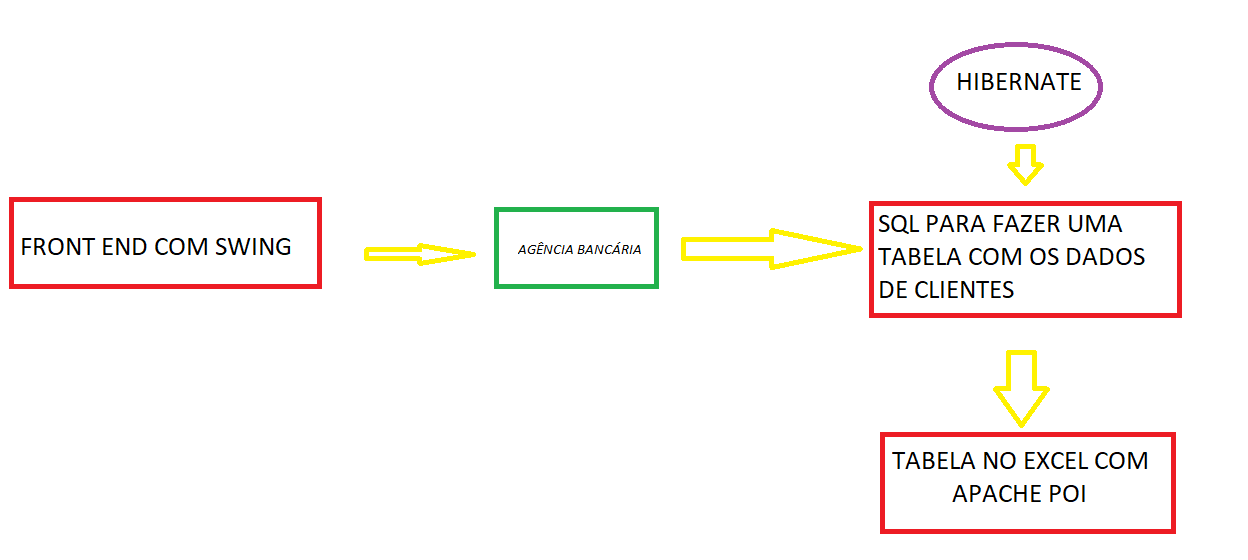 HIBERNATE
FRONT END COM SWING
AGÊNCIA BANCÁRIA
SQL PARA FAZER UMA
TABELA COM OS DADOS
DE CLIENTES
TABELA NO EXCEL COM
APACHE POI